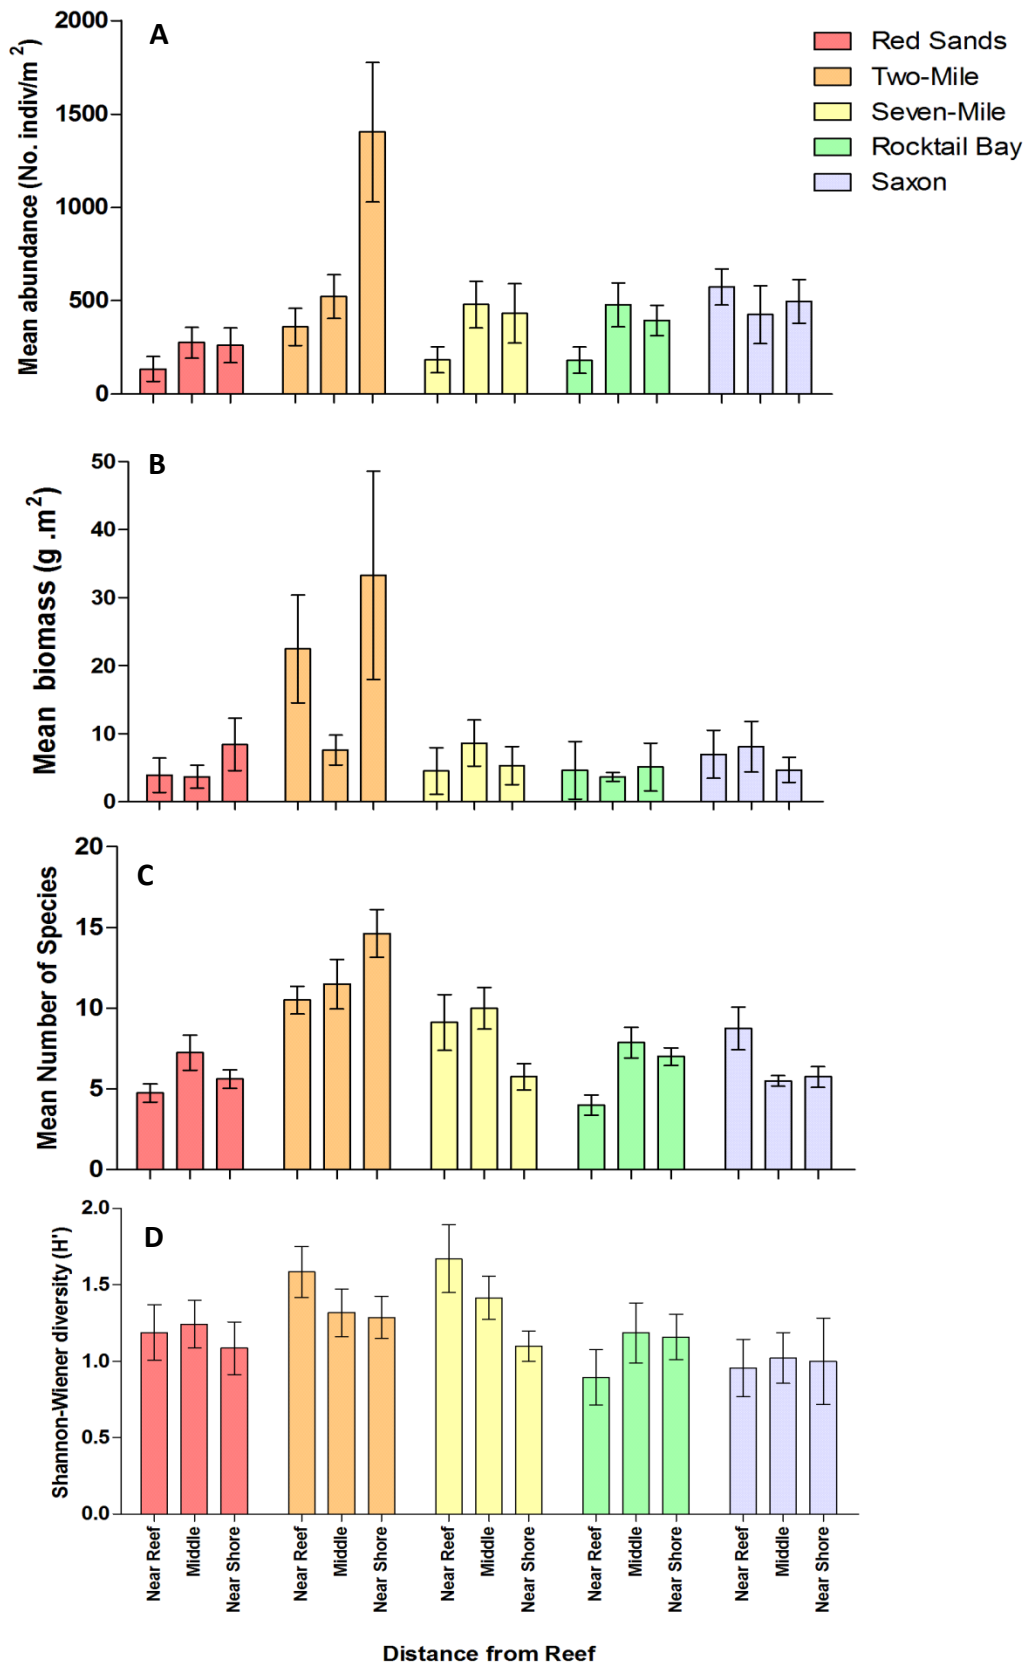 A
2000
1500
1000
500
0
Mean abundance (No. indiv/m 2)
Red Sands
Two-Mile
Seven-Mile
Rocktail Bay
Saxon
B
50
40
30
20
10
0
Mean biomass (g .m2)
C
20
15
10
5
0
Mean Number of Species
D
2.0
1.5
1.0
0.5
0.0
Shannon-Wiener diversity (H')
Near Reef
Middle
Near Shore
Near Reef
Middle
Near Shore
Near Reef
Middle
Near Shore
Near Reef
Middle
Near Shore
Near Reef
Middle
Near Shore
Distance from Reef